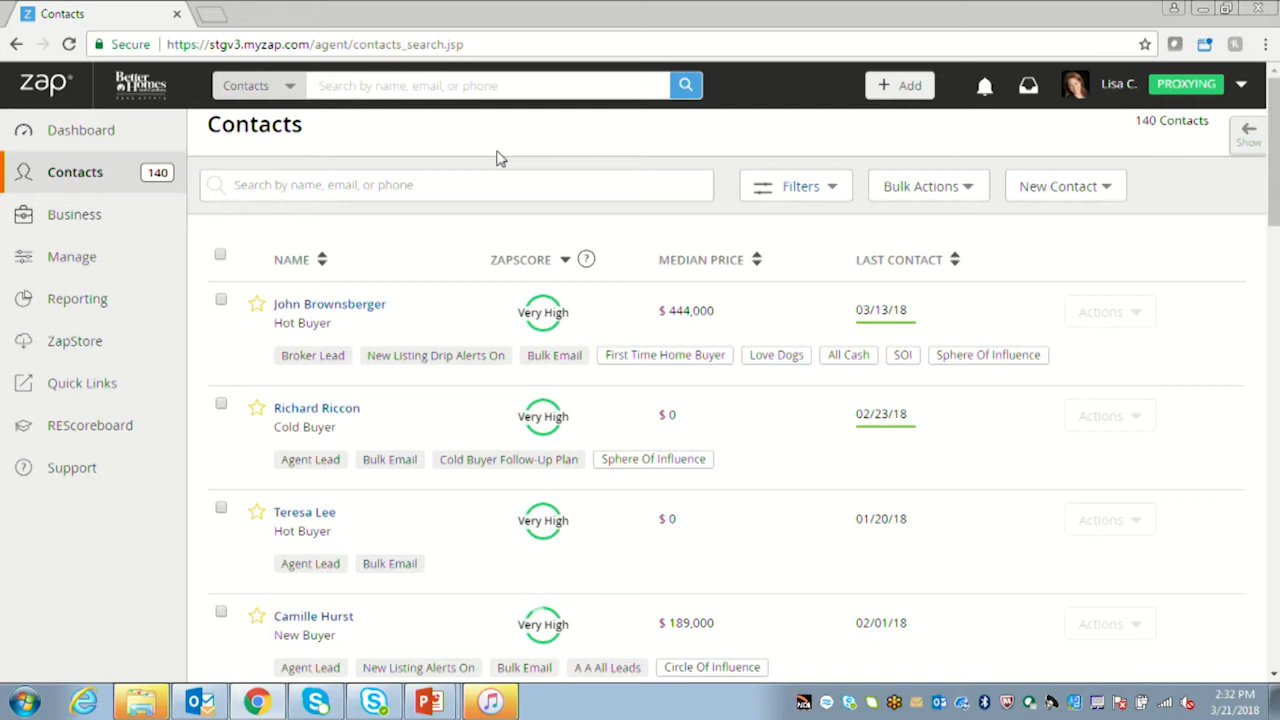 Contacts
Secure
https://stgv3.myzap.com/agent/contacts_search.jsp
zap
Better Homes
Contacts
Search by name, email, or phone
+ Add
Lisa C.
PROXYING
Dashboard
Contacts
140
Business
Manage
Reporting
ZapStore
Quick Links
REScoreboard
Support
Contacts
140 Contacts
Show
Search by name, email, or phone
Filters
Bulk Actions
New Contact
NAME
ZAPSCORE
?
MEDIAN PRICE
LAST CONTACT
John Brownsberger
Very High
$ 444,000
03/13/18
Actions
Hot Buyer
Broker Lead
New Listing Drip Alerts On
Bulk Email
First Time Home Buyer
Love Dogs
All Cash
SOI
Sphere Of Influence
Richard Riccon
Very High
$ 0
02/23/18
Actions
Cold Buyer
Agent Lead
Bulk Email
Cold Buyer Follow-Up Plan
Sphere Of Influence
Teresa Lee
Very High
$ 0
01/20/18
Actions
Hot Buyer
Agent Lead
Bulk Email
Camille Hurst
Very High
$ 189,000
02/01/18
Actions
New Buyer
Agent Lead
New Listing Alerts On
Bulk Email
A A All Leads
Circle Of Influence
2:32 PM
3/21/2018